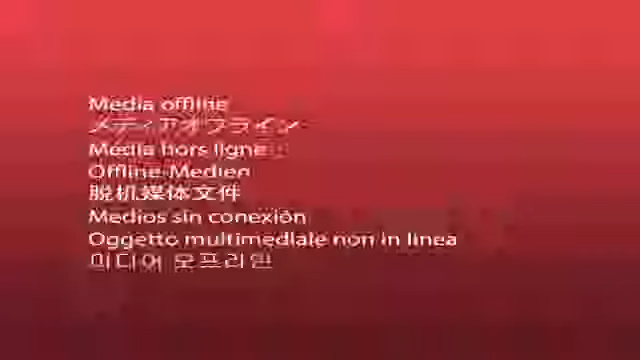 Media offline
メディアオフライン
Media hors ligne
Offline-Medien
脱机媒体文件
Medios sin conexión
Oggetto multimediale non in linea
미디어 오프라인